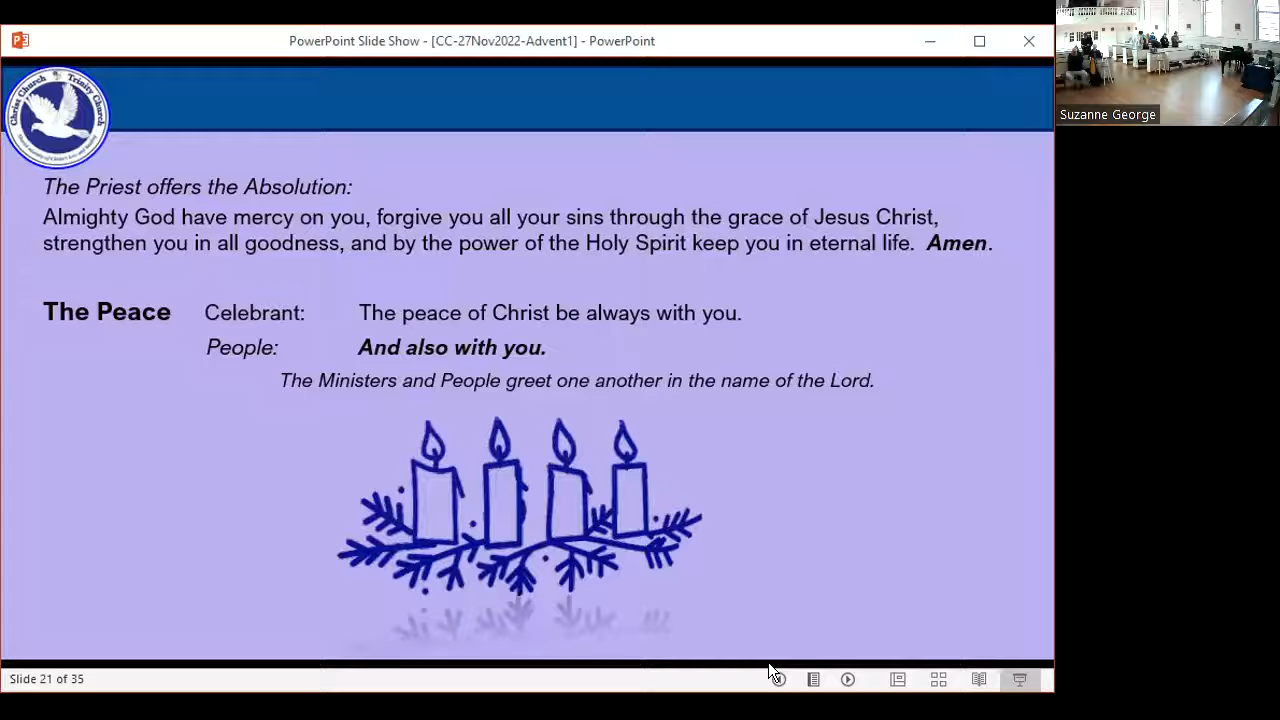 PowerPoint Slide Show - [CC-27Nov2022-Advent1] - PowerPoint
Christ Church Trinity Church
The Priest offers the Absolution:
Almighty God have mercy on you, forgive you all your sins through the grace of Jesus Christ,
strengthen you in all goodness, and by the power of the Holy Spirit keep you in eternal life. Amen.
The Peace Celebrant: The peace of Christ be always with you.
People: And also with you.
The Ministers and People greet one another in the name of the Lord.
Slide 21 of 35
Suzanne George